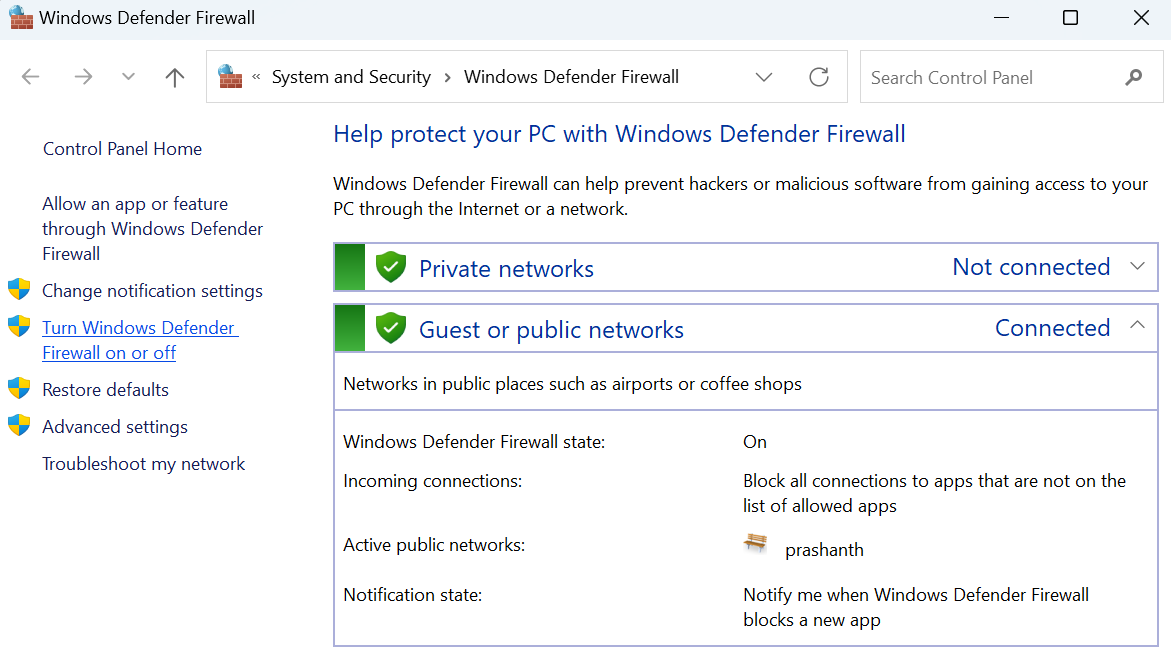 Windows Defender Firewall
« System and Security › Windows Defender Firewall
Search Control Panel
Control Panel Home
Allow an app or feature
through Windows Defender
Firewall
Change notification settings
Turn Windows Defender
Firewall on or off
Restore defaults
Advanced settings
Troubleshoot my network
Help protect your PC with Windows Defender Firewall
Windows Defender Firewall can help prevent hackers or malicious software from gaining access to your
PC through the Internet or a network.
Private networks
Not connected
Guest or public networks
Connected
Networks in public places such as airports or coffee shops
Windows Defender Firewall state:
On
Incoming connections:
Block all connections to apps that are not on the
list of allowed apps
Active public networks:
prashanth
Notification state:
Notify me when Windows Defender Firewall
blocks a new app